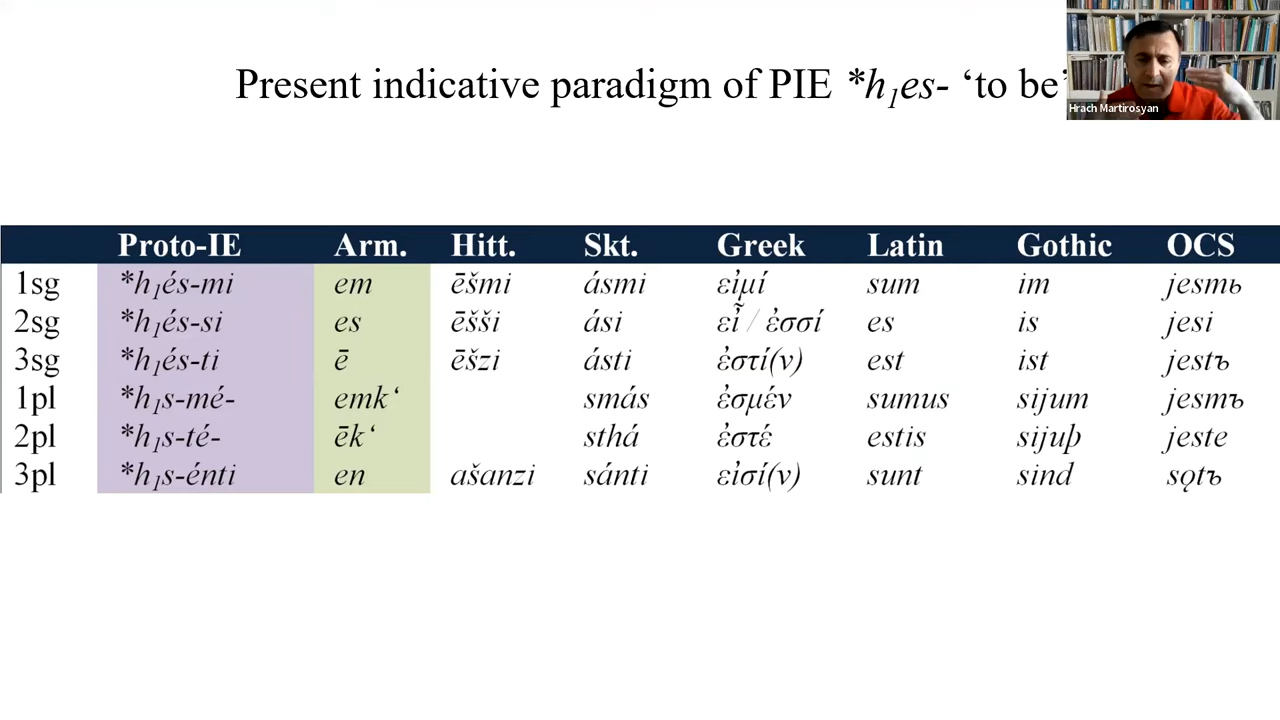 Present indicative paradigm of PIE *h₁es- ‘to be’
Hrach Martirosyan
Proto-IE Arm. Hitt. Skt. Greek Latin Gothic OCS
1sg *h₁és-mi em ēšmi ásmi εἰμί sum im jesmь
2sg *h₁és-si es ēšši ási εἶ / ἐσσί es is jesi
3sg *h₁és-ti ē ēšzi ásti ἐστί(ν) est ist jestъ
1pl *h₁s-mé- emk‘ smás ἐσμέν sumus sijum jesmъ
2pl *h₁s-té- ēk‘ sthá ἐστέ estis sijuþ jeste
3pl *h₁s-énti en ašanzi sánti εἰσί(ν) sunt sind sǫtъ